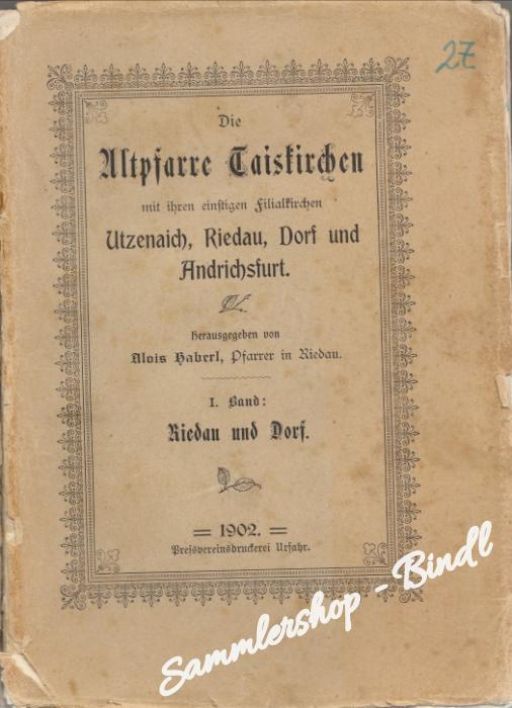 27
Die
Altpfarre Taiskirchen
mit ihren einstigen Filialkirchen
Utzenaich, Riedau, Dorf und
Andrichsfurt.
Herausgegeben von
Alois Haberl, Pfarrer in Riedau.
I. Band:
Riedau und Dorf.
= 1902. =
Pressvereinsdruckerei Urfahr.
Sammlershop - Bindl